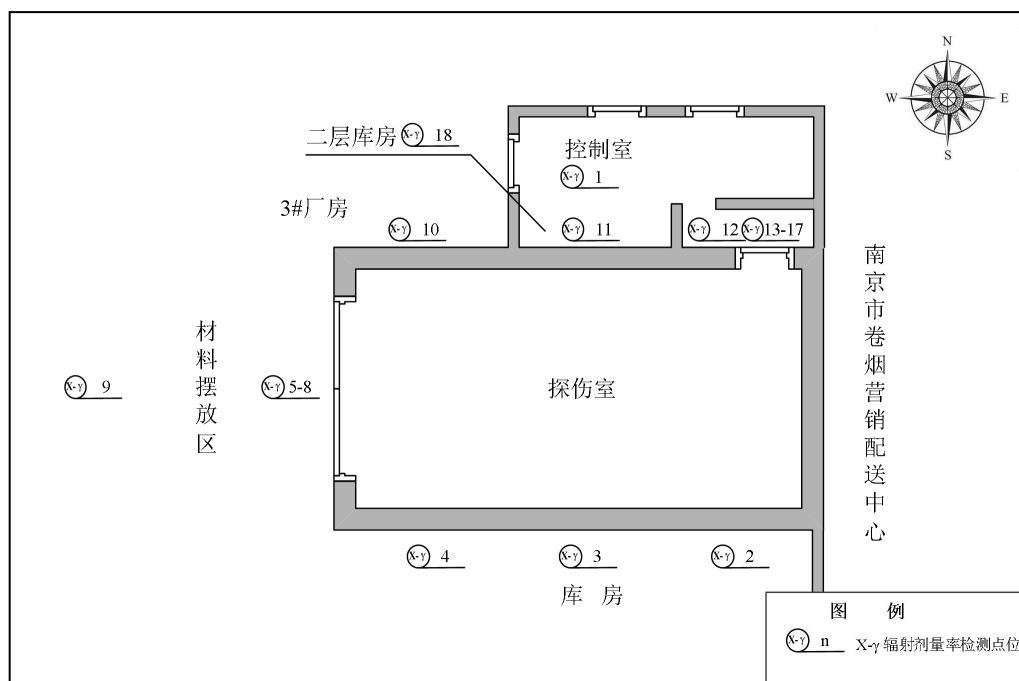 N
W
E
S
二层库房 X-γ 18
控制室
X-γ 1
3#厂房
X-γ 10
X-γ 11
X-γ 12
X-γ 13-17
南京市卷烟营销配送中心
材料摆放区
X-γ 9
X-γ 5-8
探伤室
X-γ 4
X-γ 3
X-γ 2
库 房
图 例
X-γ n X-γ 辐射剂量率检测点位